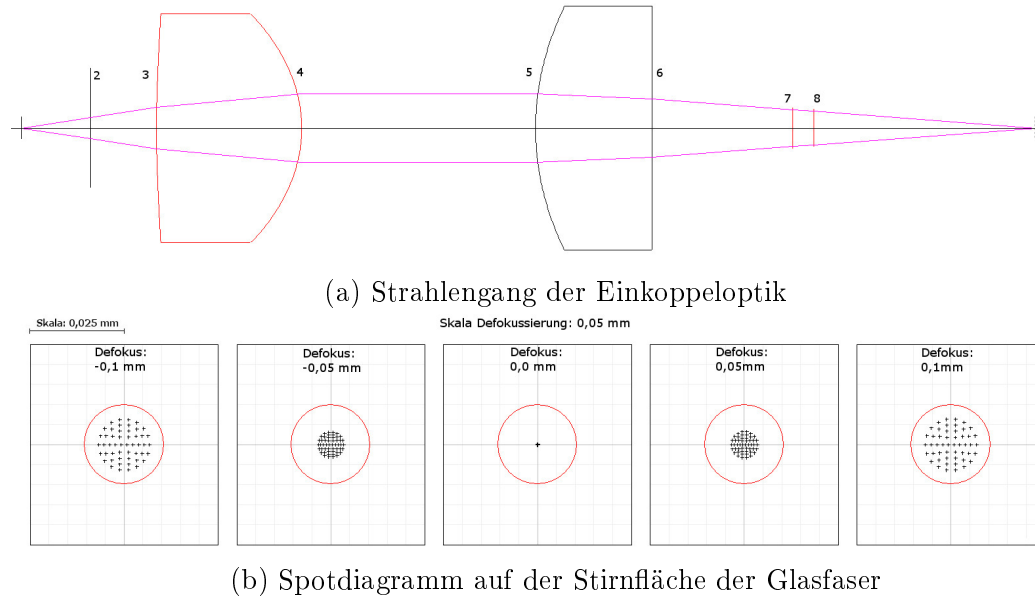 2 3 4 5 6 7 8
(a) Strahlengang der Einkoppeloptik
Skala: 0,025 mm
Skala Defokussierung: 0,05 mm
Defokus:
-0,1 mm
Defokus:
-0,05 mm
Defokus:
0,0 mm
Defokus:
0,05mm
Defokus:
0,1mm
(b) Spotdiagramm auf der Stirnfläche der Glasfaser